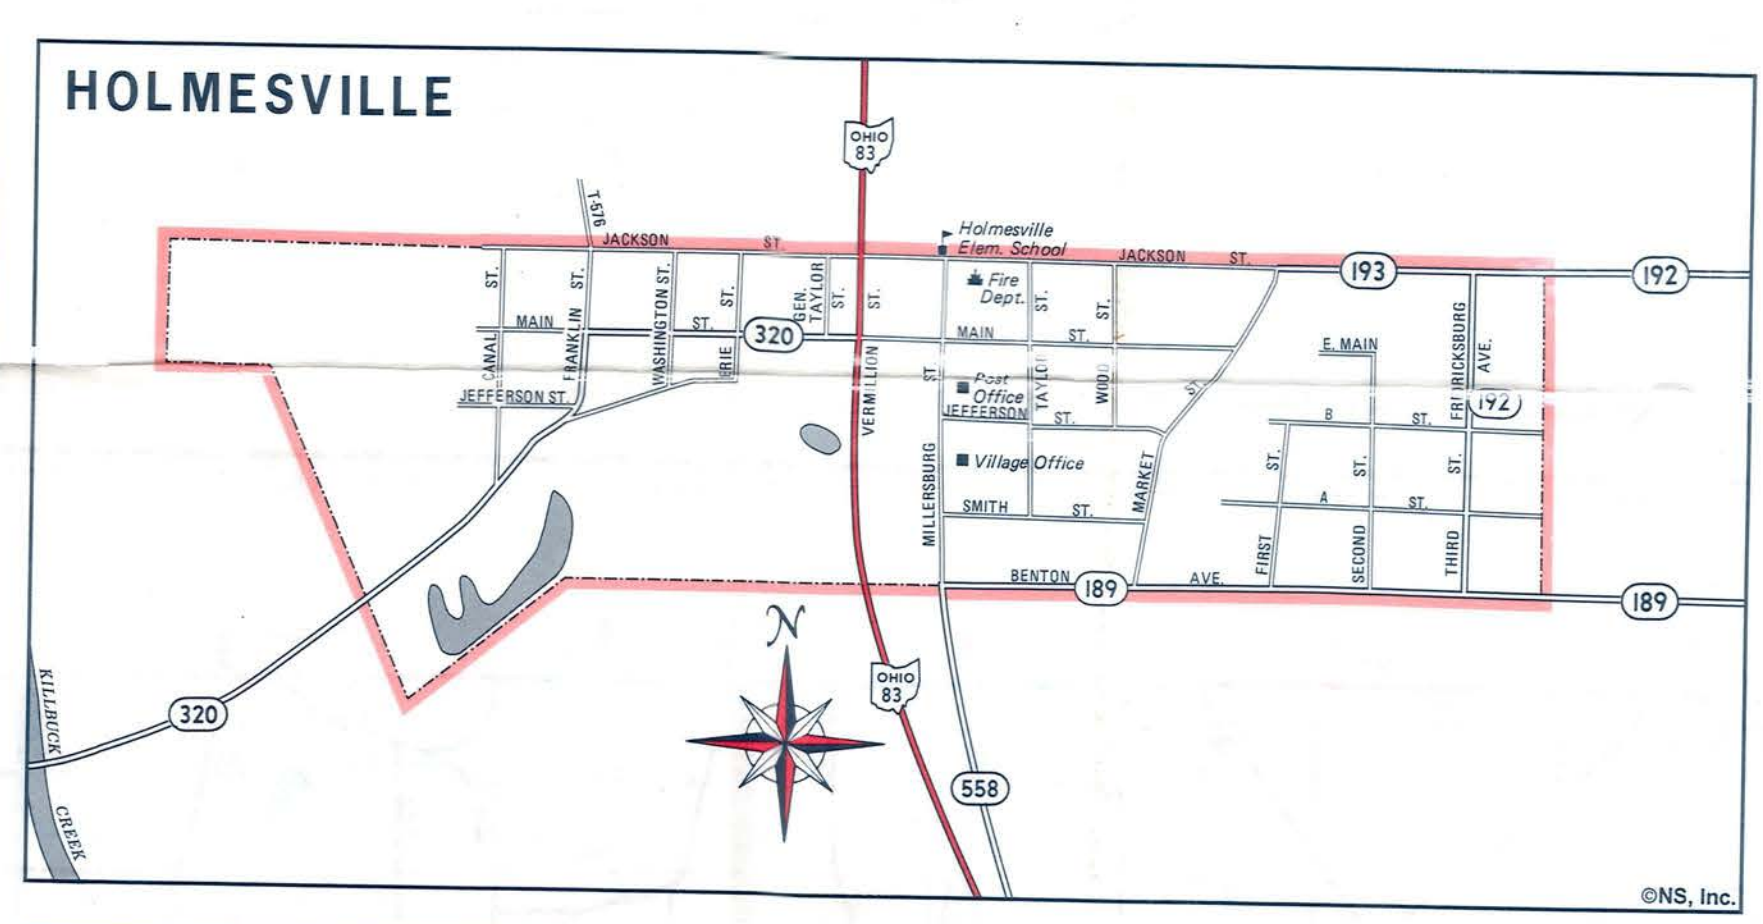 HOLMESVILLE
OHIO
83
T-576
JACKSON ST.
Holmesville
Elem. School
JACKSON ST.
193
192
Fire
Dept.
CANAL ST.
FRANKLIN ST.
WASHINGTON ST.
ERIE ST.
GEN.
TAYLOR ST.
VERMILLION ST.
MILLERSBURG ST.
TAYLOR ST.
WOOD ST.
MARKET ST.
FREDRICKSBURG AVE.
MAIN ST.
320
MAIN ST.
E. MAIN
Post
Office
192
JEFFERSON ST.
JEFFERSON ST.
B ST.
Village Office
FIRST ST.
SECOND ST.
THIRD ST.
SMITH ST.
A ST.
BENTON AVE.
189
189
N
OHIO
83
320
558
KILLBUCK
CREEK
©NS, Inc.